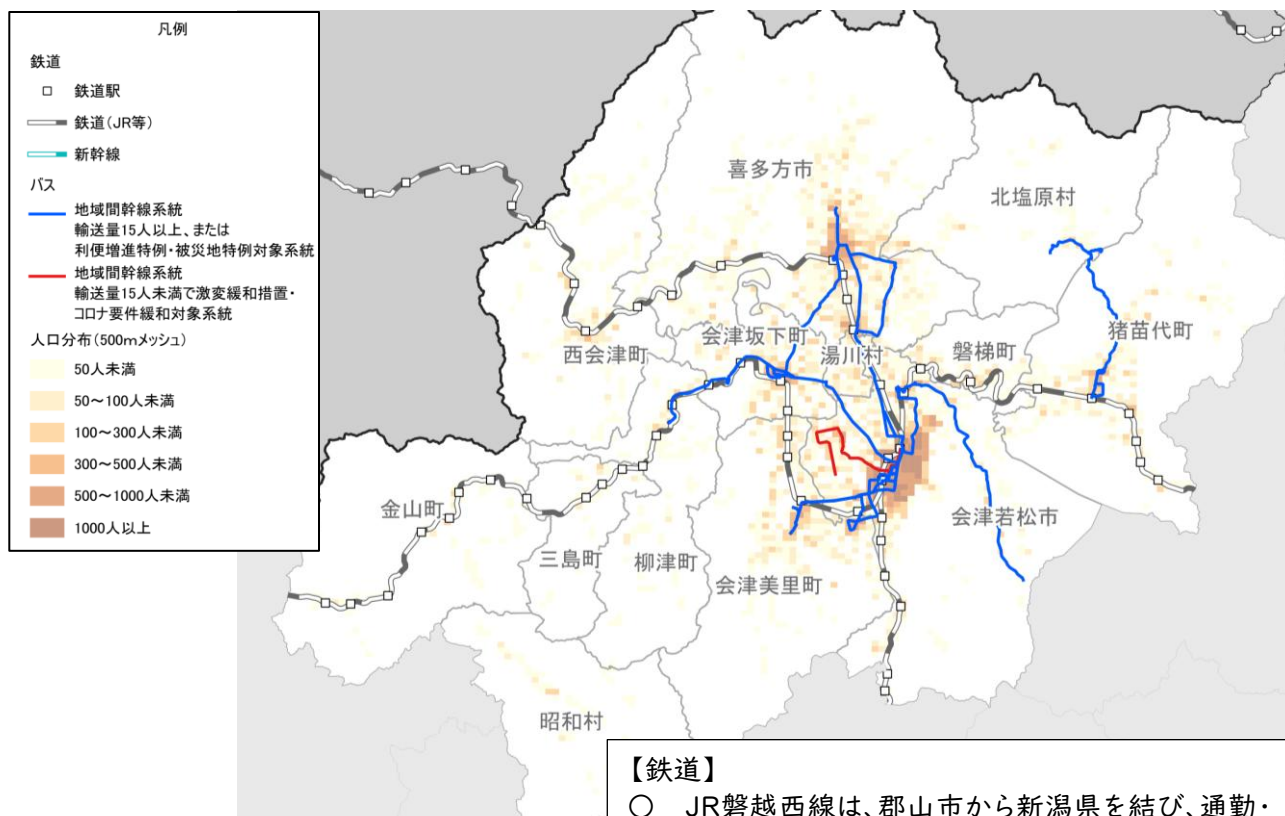 凡例
鉄道
鉄道駅
鉄道(JR等)
新幹線
バス
地域間幹線系統
輸送量15人以上、または
利便増進特例・被災地特例対象系統
地域間幹線系統
輸送量15人未満で激変緩和措置・
コロナ要件緩和対象系統
人口分布(500mメッシュ)
50人未満
50～100人未満
100～300人未満
300～500人未満
500～1000人未満
1000人以上
喜多方市
北塩原村
西会津町
会津坂下町
湯川村
磐梯町
猪苗代町
金山町
三島町
柳津町
会津美里町
会津若松市
昭和村
【鉄道】
○ JR磐越西線は、郡山市から新潟県を結び、通勤・